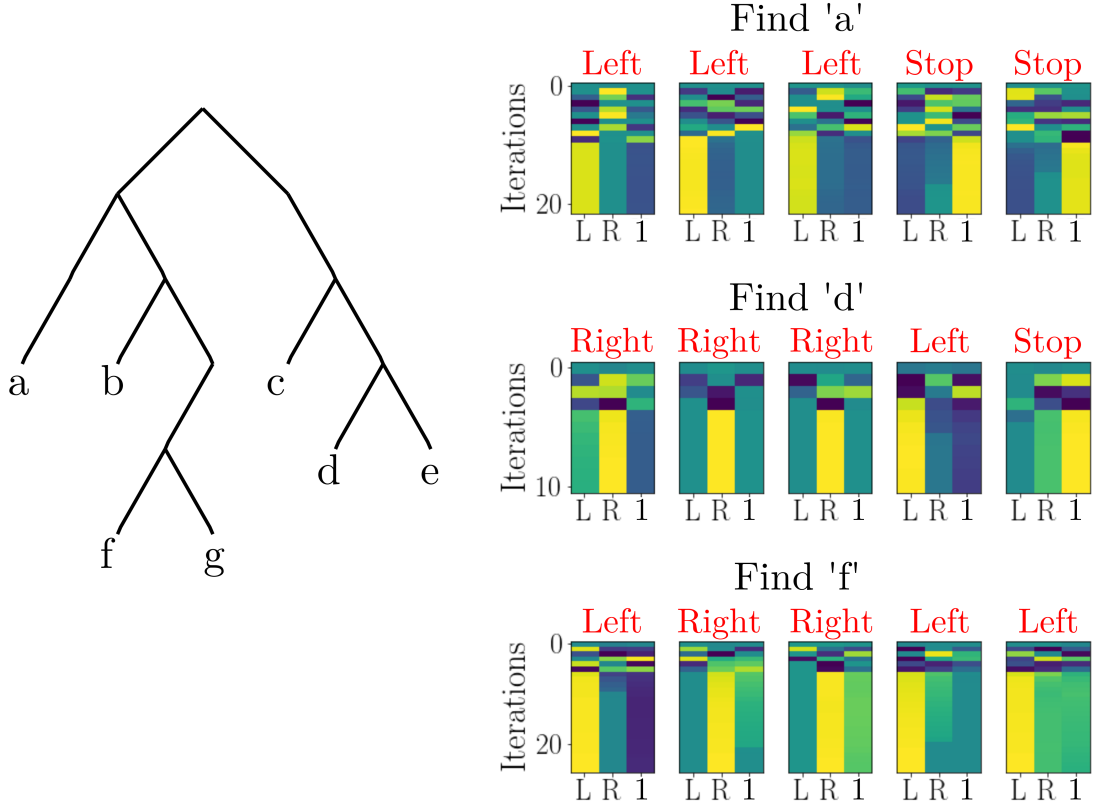 a
b
c
d
e
f
g
Find 'a'
Left Left Left Stop Stop
Iterations
0
20
L R 1 L R 1 L R 1 L R 1 L R 1
Find 'd'
Right Right Right Left Stop
Iterations
0
10
L R 1 L R 1 L R 1 L R 1 L R 1
Find 'f'
Left Right Right Left Left
Iterations
0
20
L R 1 L R 1 L R 1 L R 1 L R 1